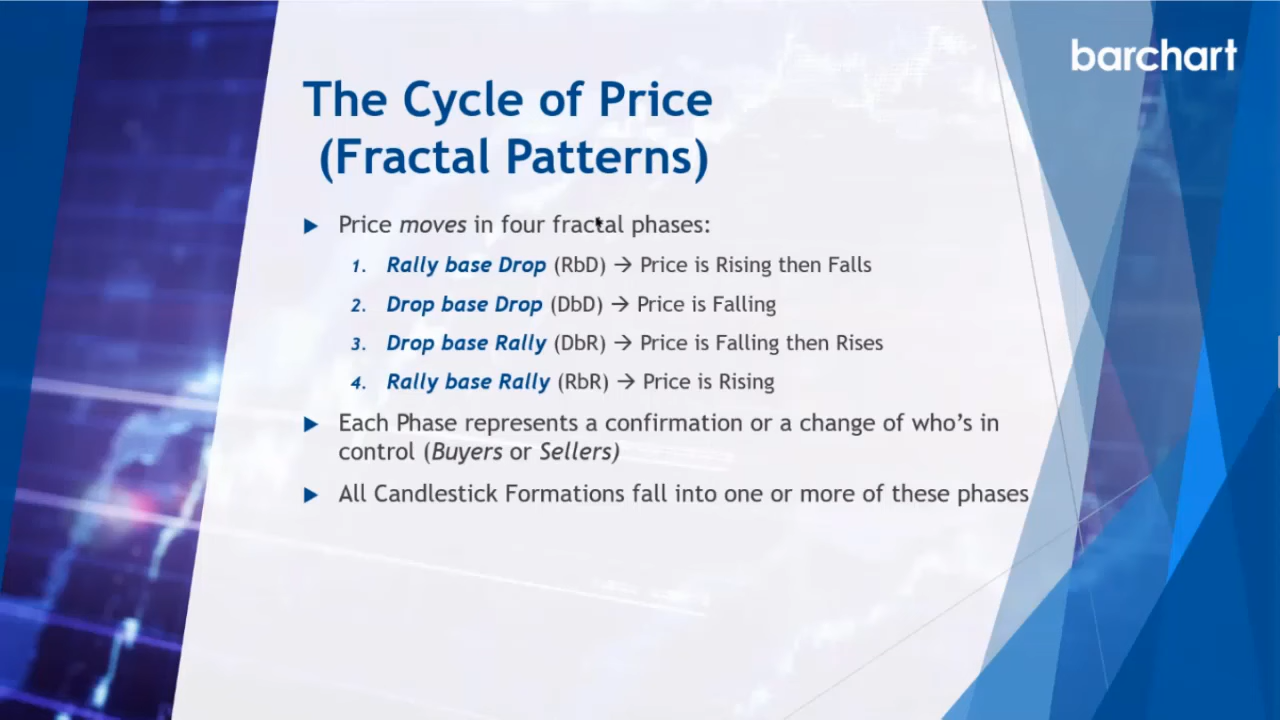 barchart
The Cycle of Price
(Fractal Patterns)
Price moves in four fractal phases:
1. Rally base Drop (RbD) → Price is Rising then Falls
2. Drop base Drop (DbD) → Price is Falling
3. Drop base Rally (DbR) → Price is Falling then Rises
4. Rally base Rally (RbR) → Price is Rising
Each Phase represents a confirmation or a change of who’s in
control (Buyers or Sellers)
All Candlestick Formations fall into one or more of these phases